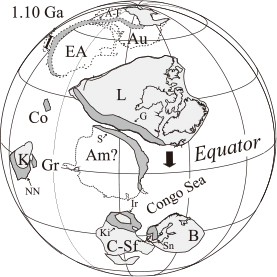 1.10 Ga
A-F
EA
Au
L
G
Co
S
Am?
Equator
K
Gr
NN
Ir
Congo Sea
Ki
C-Sf
B
Sn